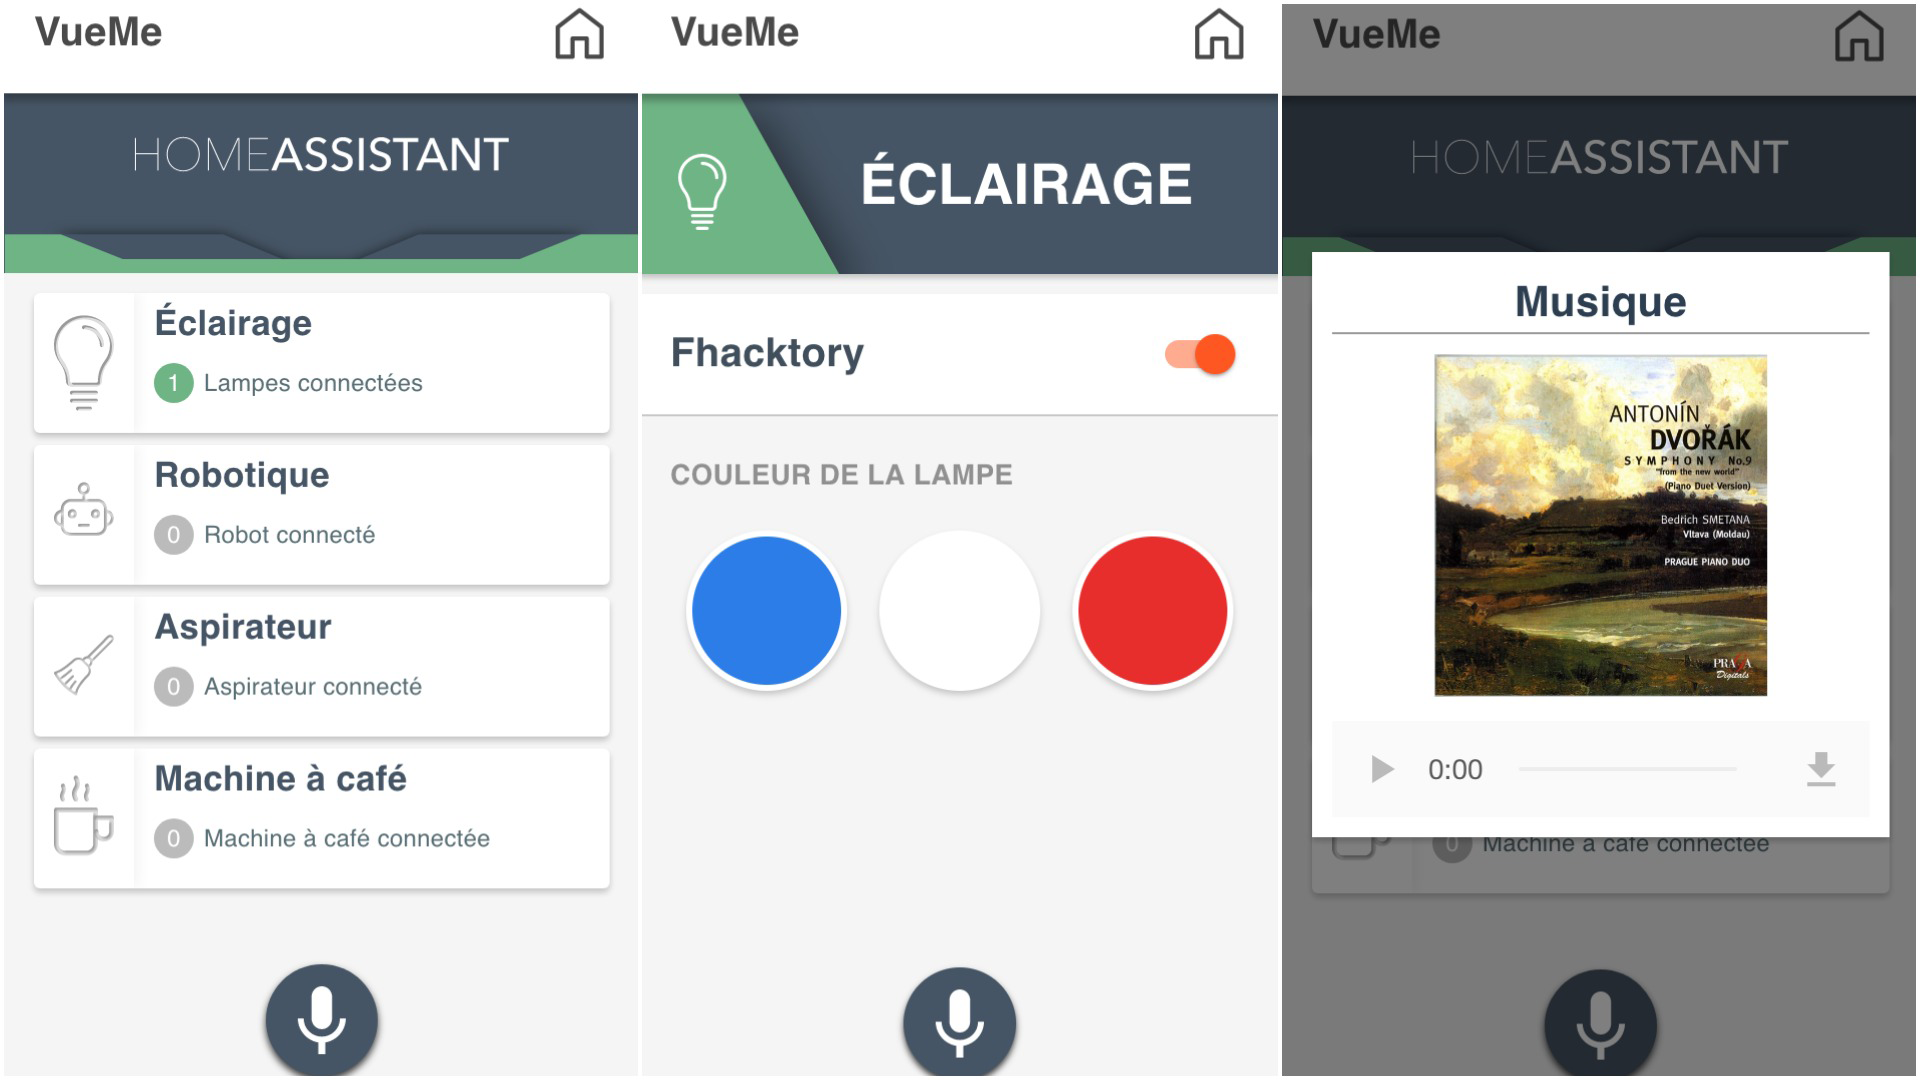 VueMe
HOMEASSISTANT
Éclairage
1 Lampes connectées
Robotique
0 Robot connecté
Aspirateur
0 Aspirateur connecté
Machine à café
0 Machine à café connectée
VueMe
ÉCLAIRAGE
Fhacktory
COULEUR DE LA LAMPE
VueMe
HOMEASSISTANT
Musique
ANTONÍN
DVOŘÁK
SYMPHONY No.9
"from the new world"
(Piano Duet Version)
Bedrich SMETANA
Vltava (Moldau)
PRAGUE PIANO DUO
PRAGA
Digitals
0:00
0 Machine à café connectée